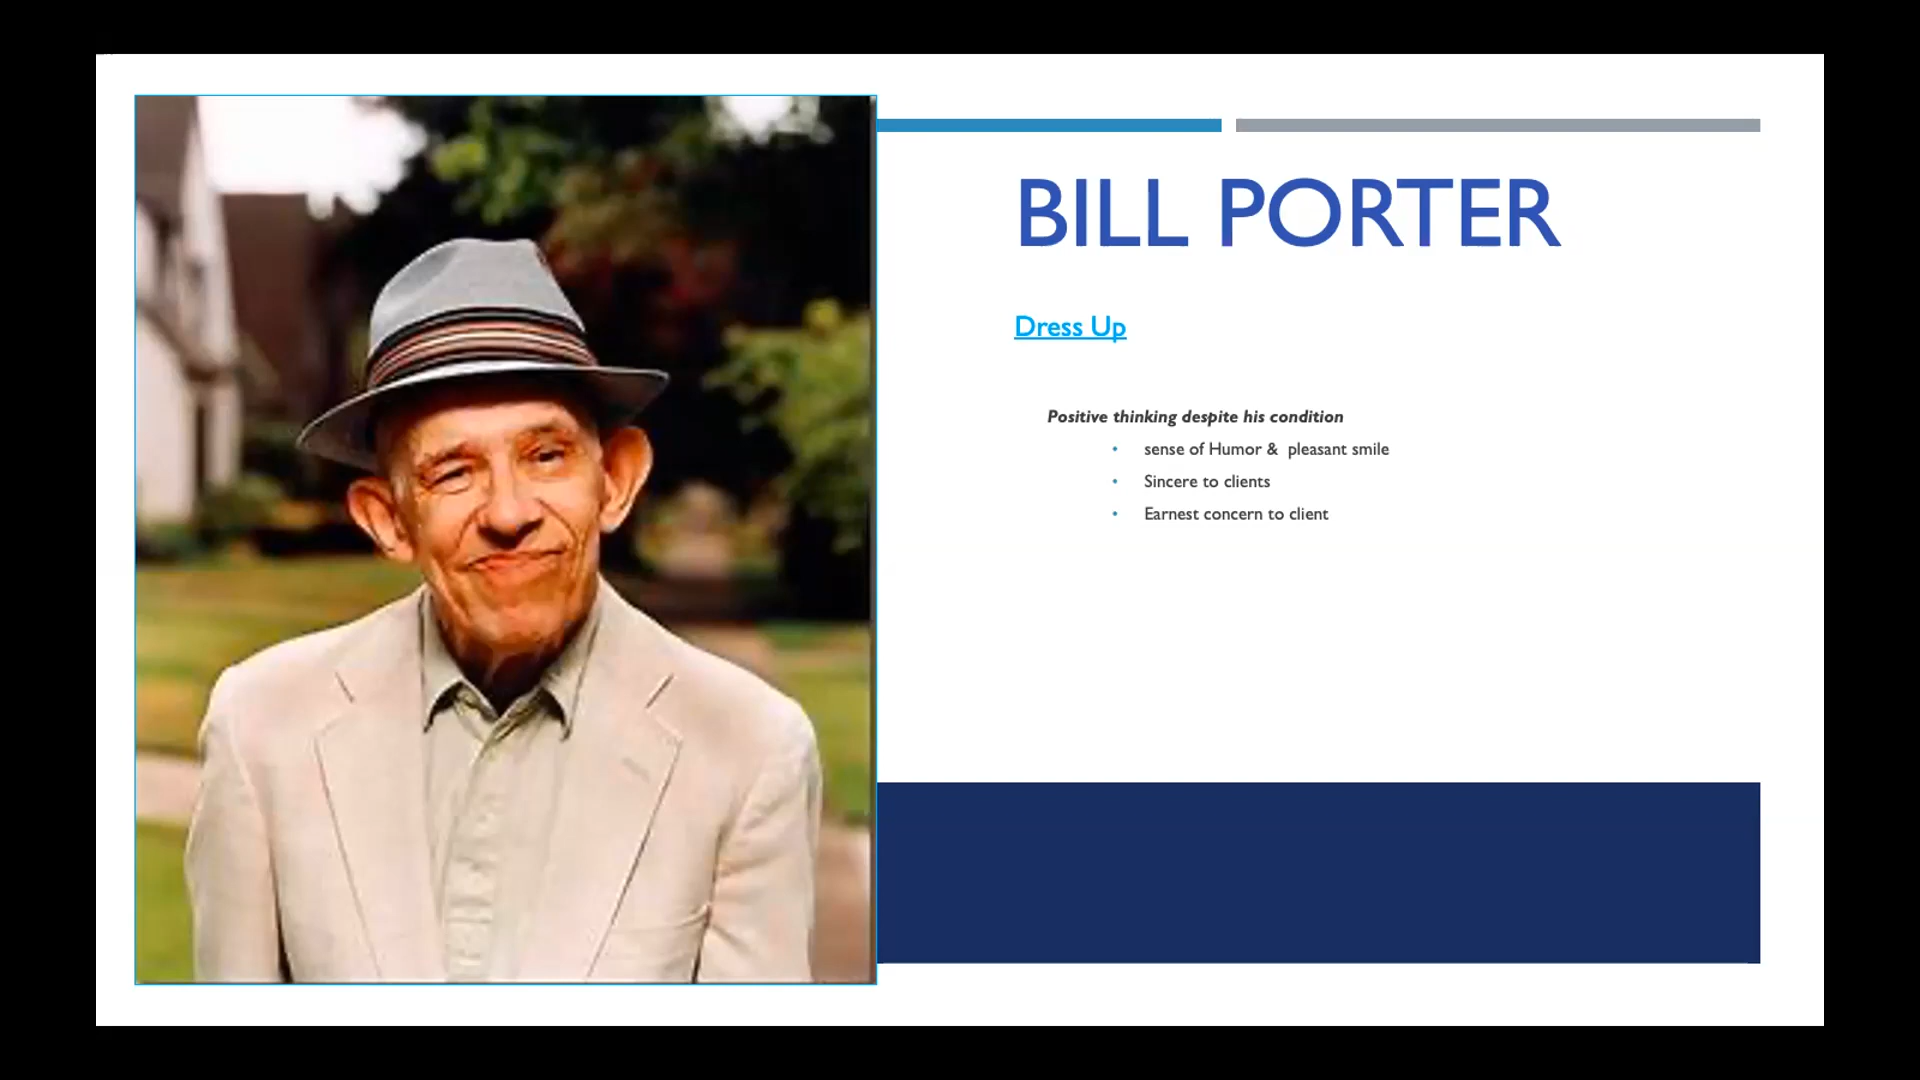 BILL PORTER
Dress Up
Positive thinking despite his condition
• sense of Humor &  pleasant smile
• Sincere to clients
• Earnest concern to client